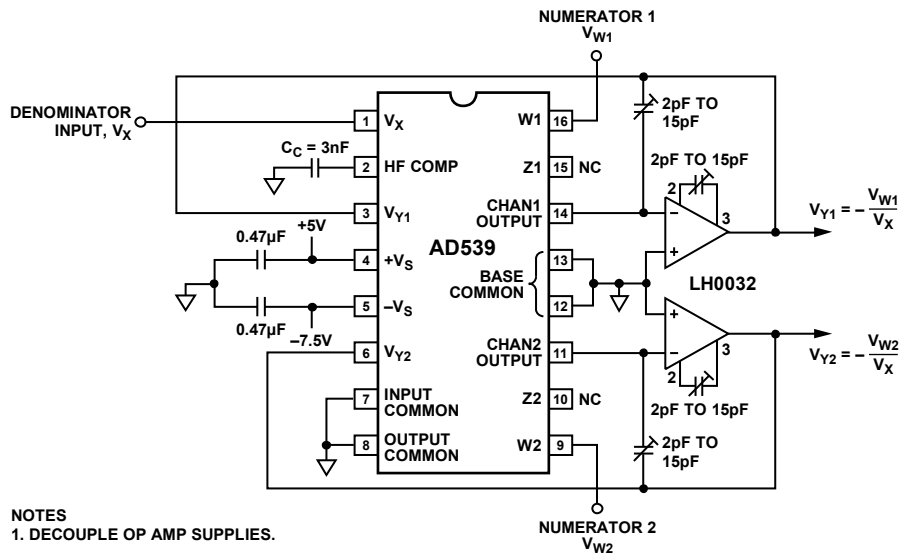 NUMERATOR 1
VW1
DENOMINATOR
INPUT, VX
1
VX
W1
16
2pF TO
15pF
CC = 3nF
2
HF COMP
Z1
15
NC
2pF TO 15pF
2
3
VY1
CHAN1
OUTPUT
14
–
3
VY1 = – VW1
VX
+5V
0.47µF
4
+VS
AD539
BASE
COMMON
13
+
LH0032
5
–VS
12
+
0.47µF
–7.5V
6
VY2
CHAN2
OUTPUT
11
–
3
2
VY2 = – VW2
VX
7
INPUT
COMMON
Z2
10
NC
2pF TO 15pF
8
OUTPUT
COMMON
W2
9
2pF TO
15pF
NUMERATOR 2
VW2
NOTES
1. DECOUPLE OP AMP SUPPLIES.